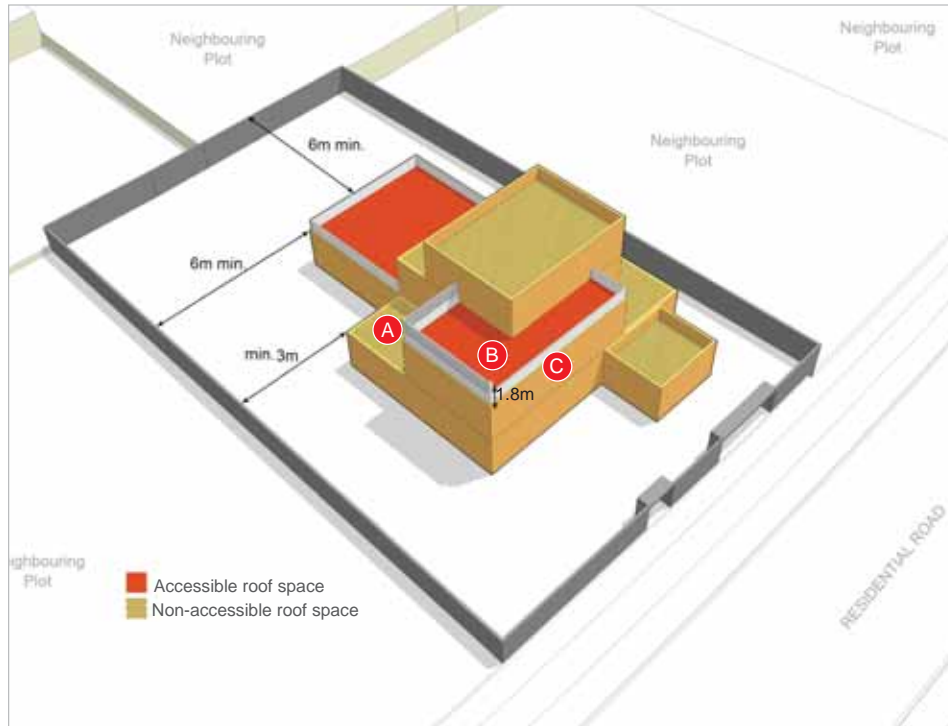 Neighbouring
Plot
Neighbouring
Plot
6m min.
Neighbouring
Plot
6m min.
A
min. 3m
B
C
1.8m
ghbouring
Plot
Accessible roof space
Non-accessible roof space
RESIDENTIAL ROAD